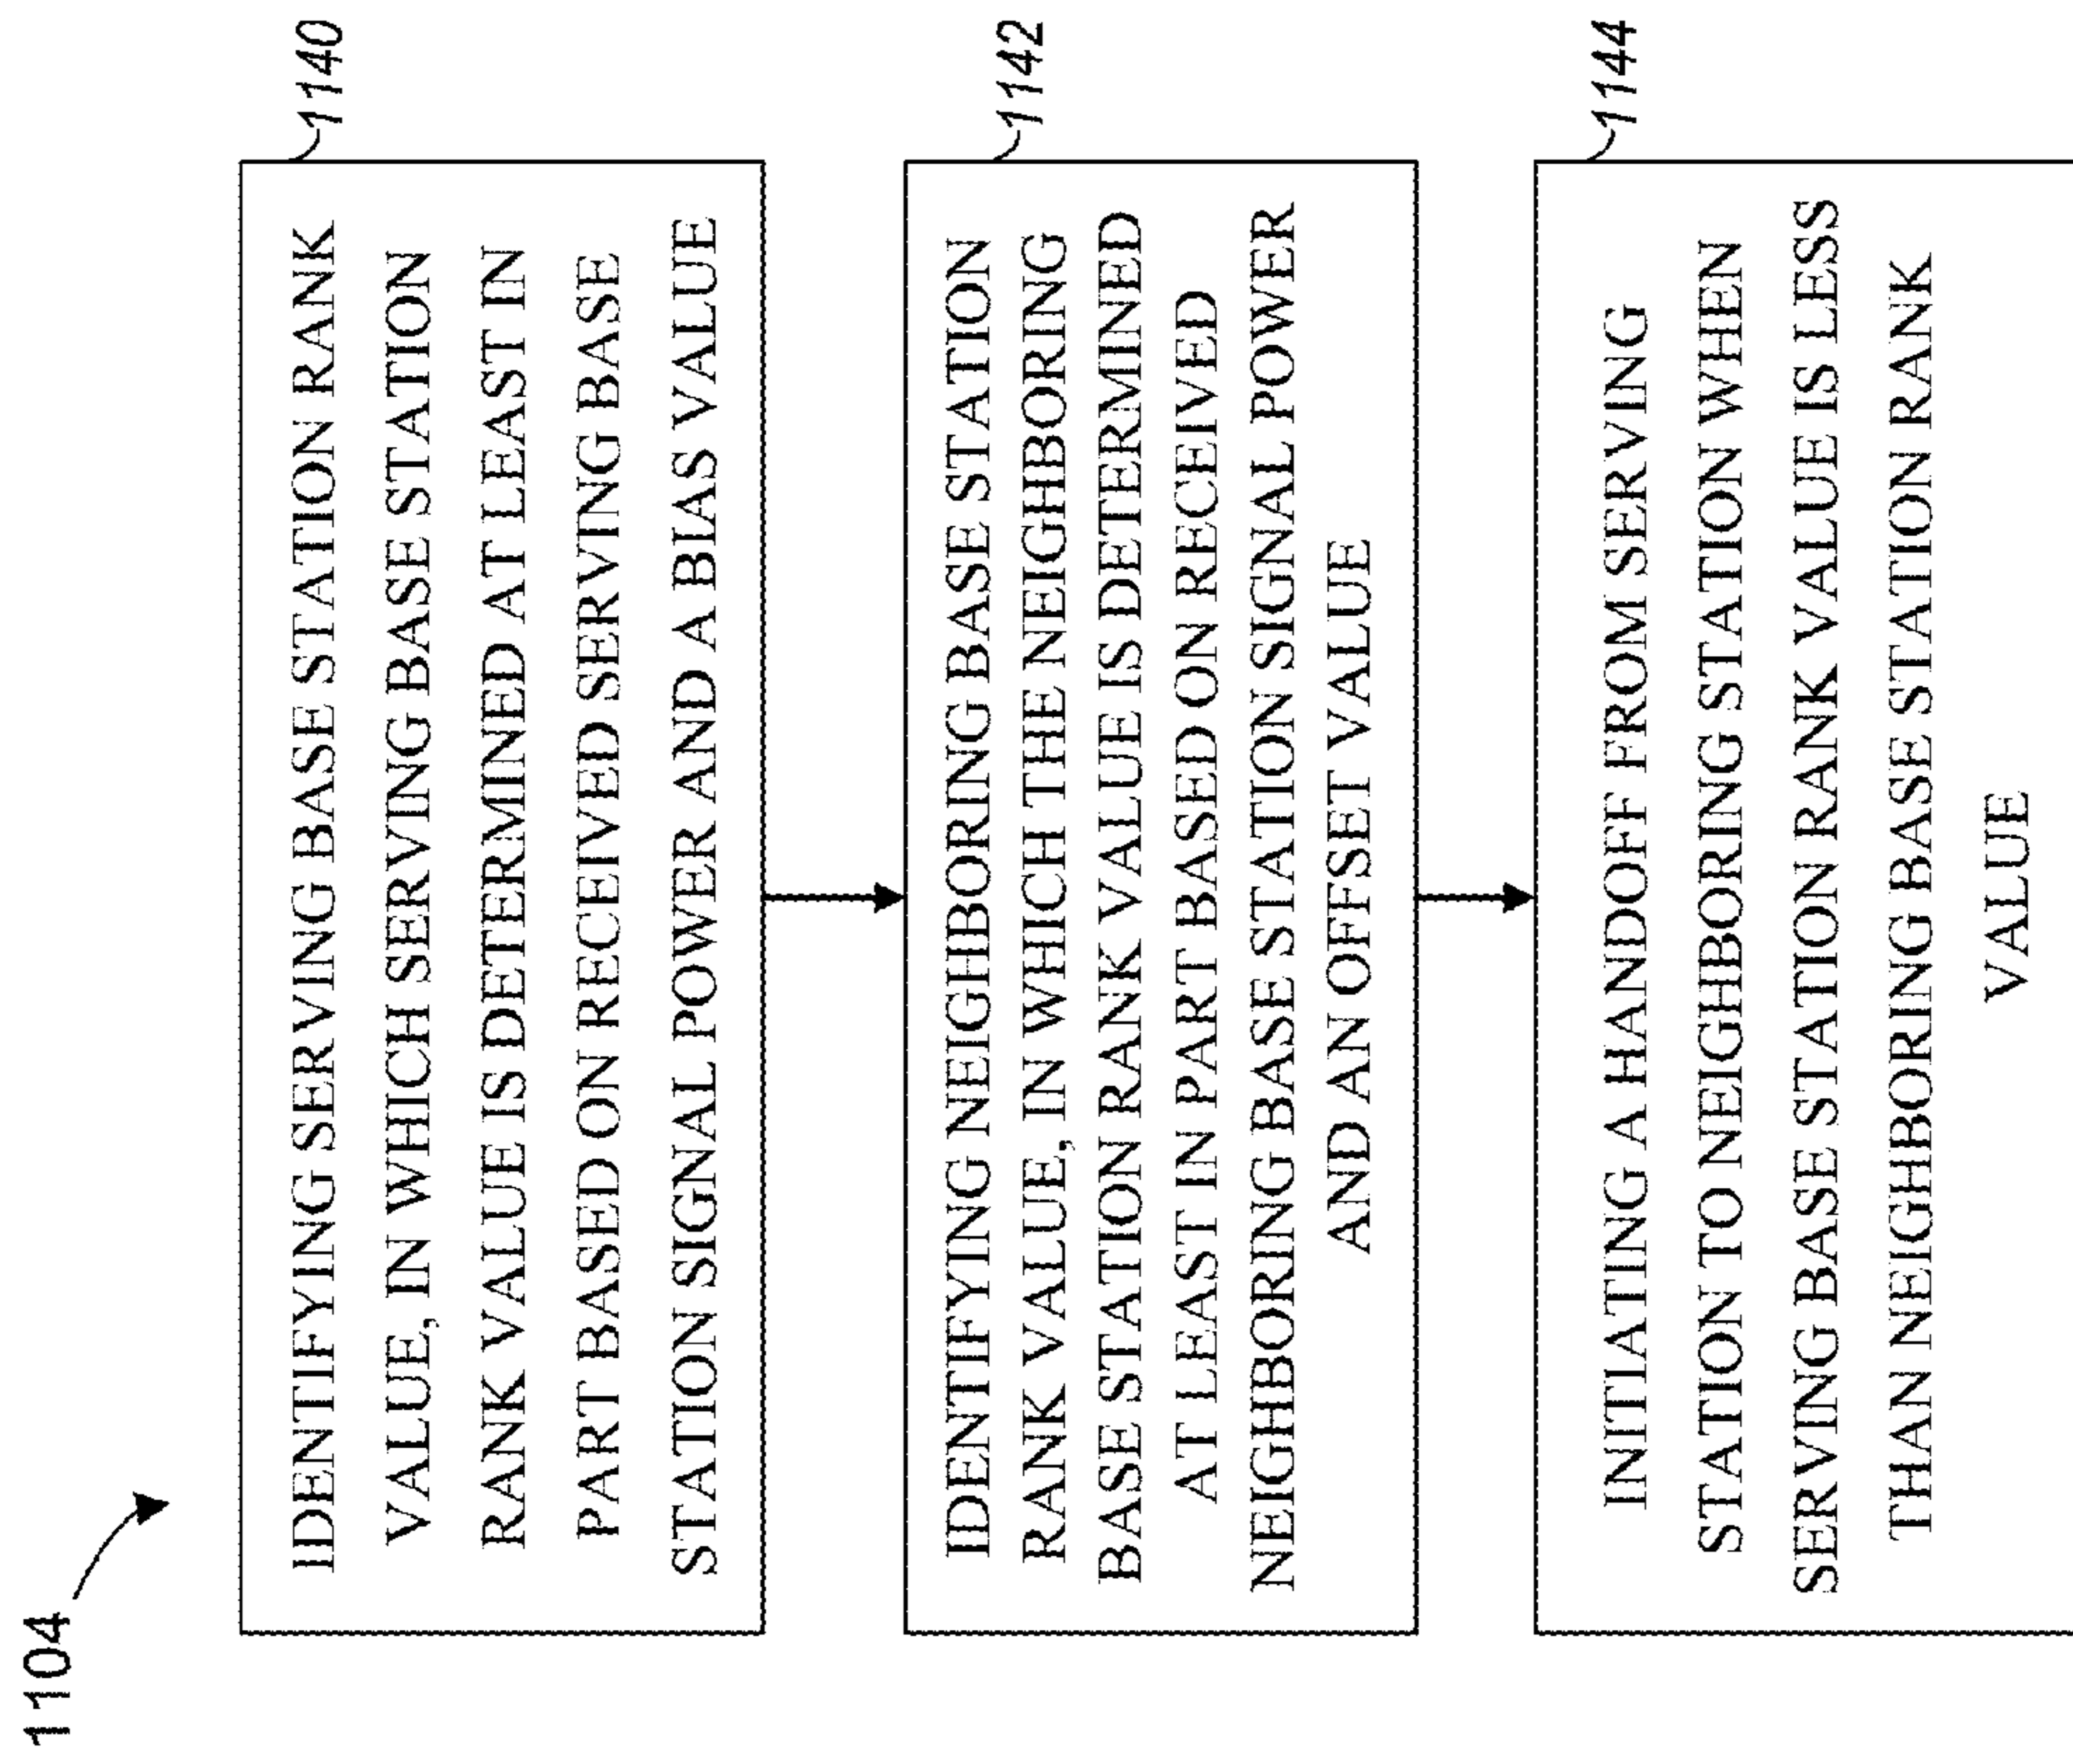 1104
1140
IDENTIFYING SERVING BASE STATION RANK
VALUE, IN WHICH SERVING BASE STATION
RANK VALUE IS DETERMINED AT LEAST IN
PART BASED ON RECEIVED SERVING BASE
STATION SIGNAL POWER AND A BIAS VALUE
1142
IDENTIFYING NEIGHBORING BASE STATION
RANK VALUE, IN WHICH THE NEIGHBORING
BASE STATION RANK VALUE IS DETERMINED
AT LEAST IN PART BASED ON RECEIVED
NEIGHBORING BASE STATION SIGNAL POWER
AND AN OFFSET VALUE
1144
INITIATING A HANDOFF FROM SERVING
STATION TO NEIGHBORING STATION WHEN
SERVING BASE STATION RANK VALUE IS LESS
THAN NEIGHBORING BASE STATION RANK
VALUE